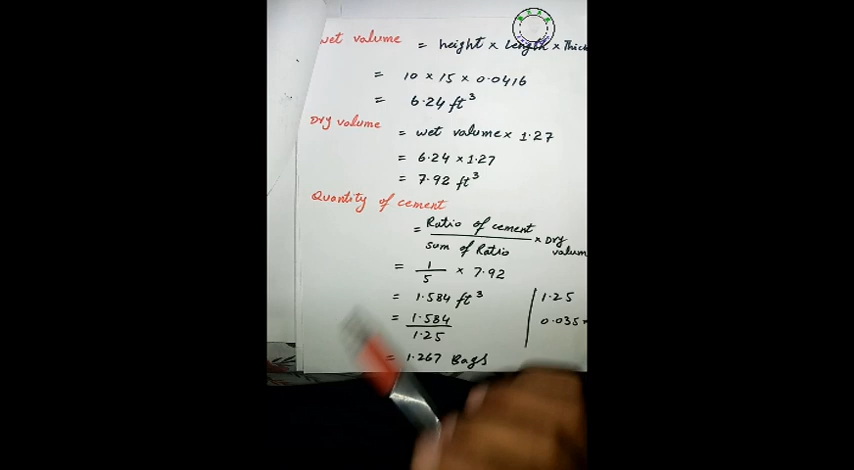 wet volume = height × Length × Thick
= 10 × 15 × 0.0416
= 6.24 ft³
Dry volume
= wet volume × 1.27
= 6.24 × 1.27
= 7.92 ft³
Quantity of cement
= Ratio of cement / sum of Ratio × Dry volum
= 1/5 × 7.92
= 1.584 ft³ | 1.25
= 1.584 / 1.25 | 0.035
= 1.267 Bags